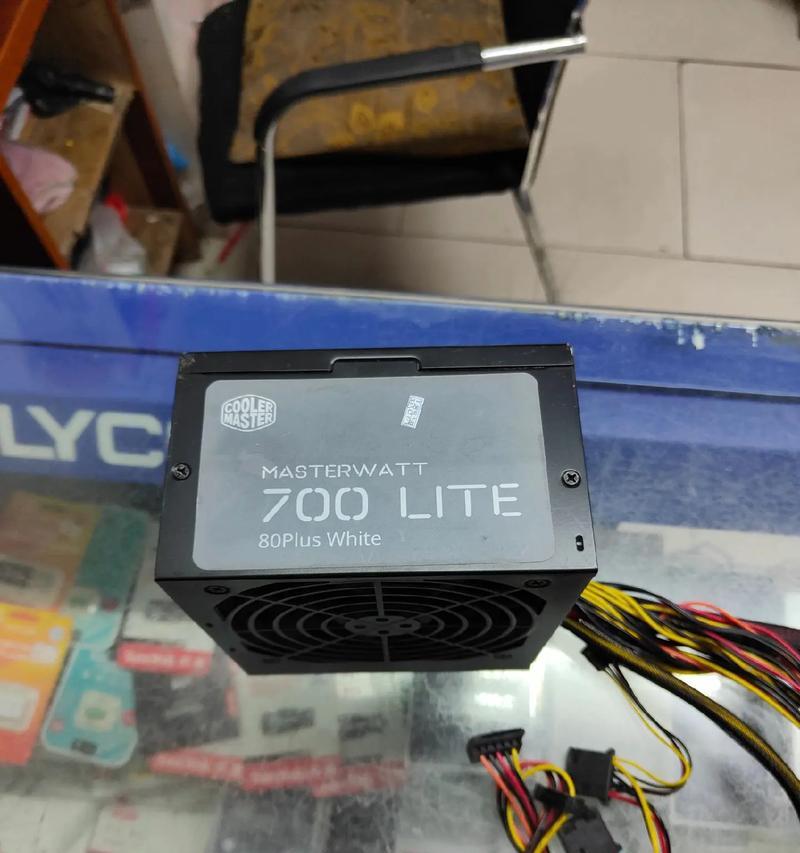 COOLER
MASTER
MASTERWATT
700 LITE
80Plus White
LYC